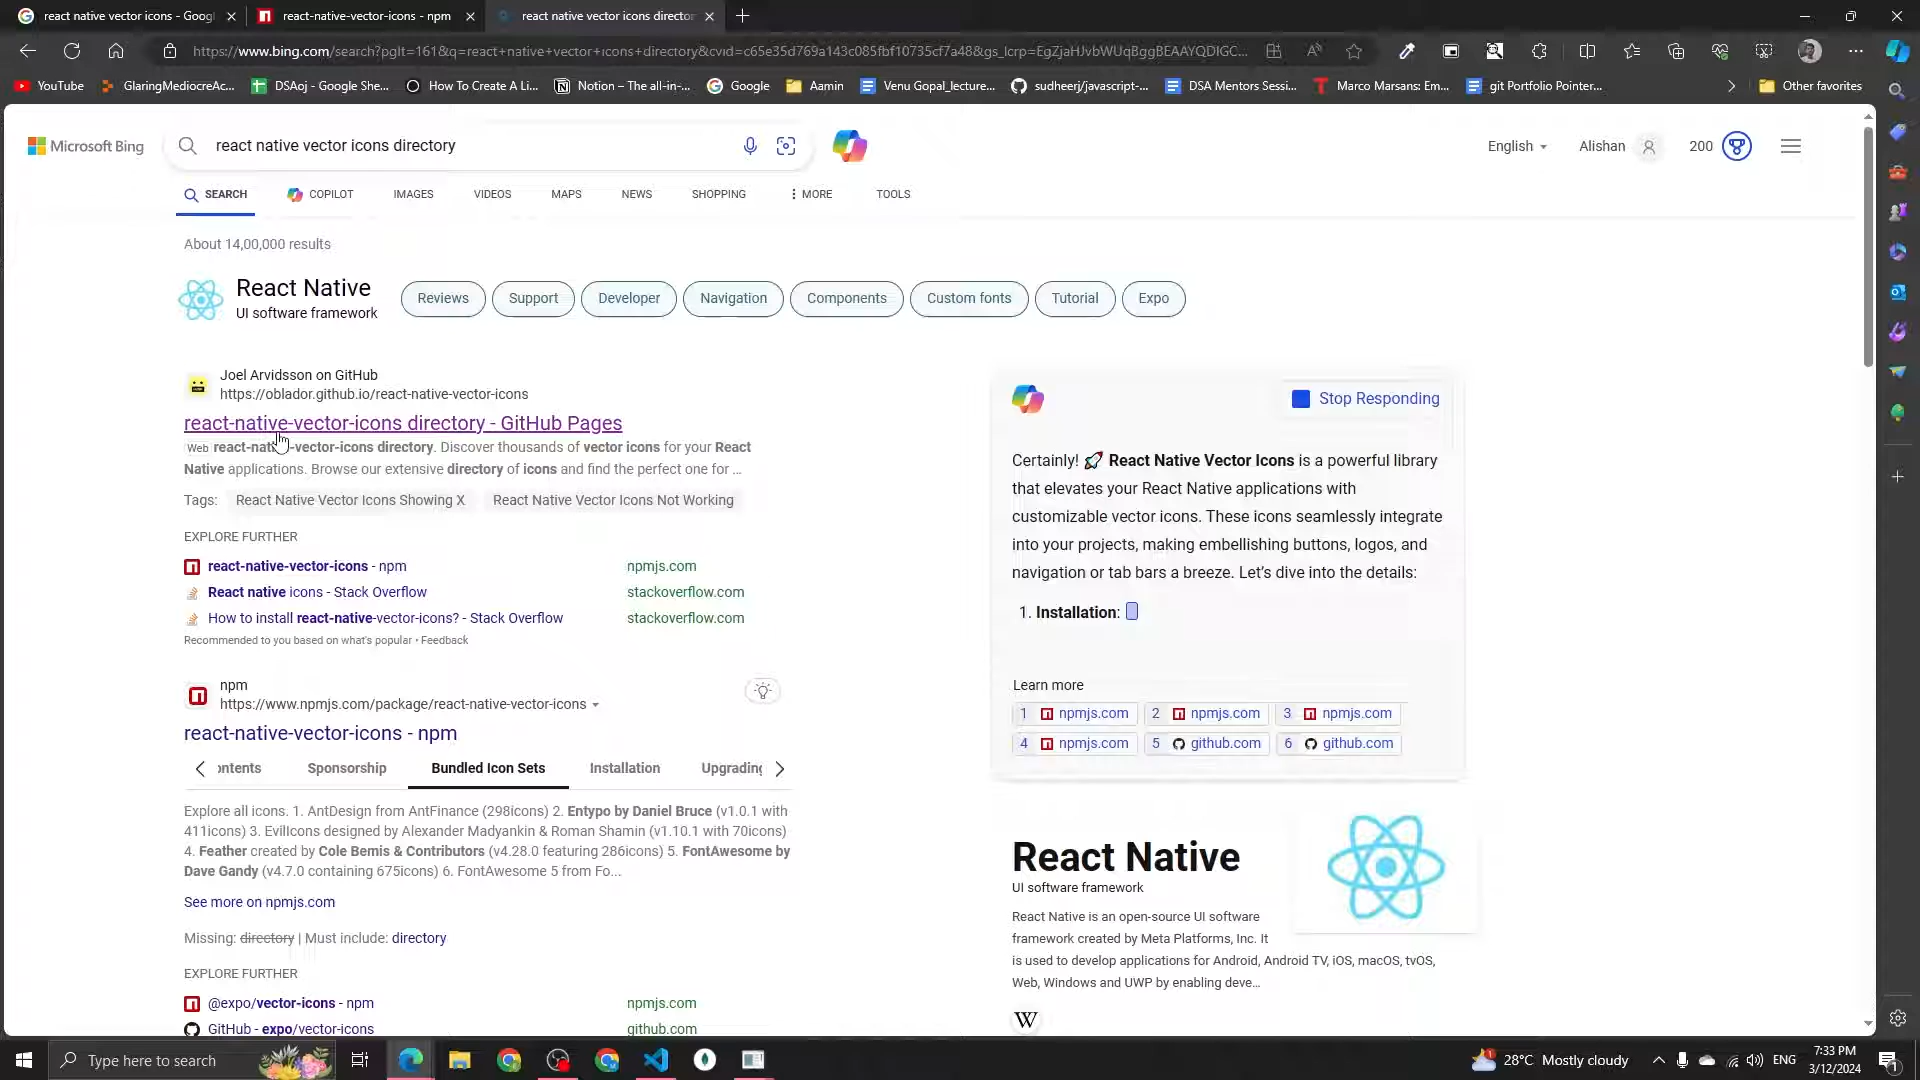 react native vector icons - Googl
react-native-vector-icons - npm
react native vector icons director
https://www.bing.com/search?pglt=161&q=react+native+vector+icons+directory&cvid=c65e35d769a143c085fbf10735cf7a48&gs_lcrp=EgZjaHJvbWUqBggBEAAYQDIGC...
YouTube
GlaringMediocreAc...
DSAoj - Google She...
How To Create A Li...
Notion – The all-in-...
Google
Aamin
Venu Gopal_lecture...
sudheerj/javascript-...
DSA Mentors Sessi...
Marco Marsans: Em...
git Portfolio Pointer...
Other favorites
Microsoft Bing
react native vector icons directory
English
Alishan
200
SEARCH
COPILOT
IMAGES
VIDEOS
MAPS
NEWS
SHOPPING
MORE
TOOLS
About 14,00,000 results
React Native
UI software framework
Reviews
Support
Developer
Navigation
Components
Custom fonts
Tutorial
Expo
Joel Arvidsson on GitHub
https://oblador.github.io/react-native-vector-icons
react-native-vector-icons directory - GitHub Pages
Web react-native-vector-icons directory. Discover thousands of vector icons for your React
Native applications. Browse our extensive directory of icons and find the perfect one for ...
Tags: React Native Vector Icons Showing X React Native Vector Icons Not Working
EXPLORE FURTHER
react-native-vector-icons - npm npmjs.com
React native icons - Stack Overflow stackoverflow.com
How to install react-native-vector-icons? - Stack Overflow stackoverflow.com
Recommended to you based on what's popular • Feedback
npm
https://www.npmjs.com/package/react-native-vector-icons
react-native-vector-icons - npm
ontents
Sponsorship
Bundled Icon Sets
Installation
Upgrading
Explore all icons. 1. AntDesign from AntFinance (298icons) 2. Entypo by Daniel Bruce (v1.0.1 with
411icons) 3. EvilIcons designed by Alexander Madyankin & Roman Shamin (v1.10.1 with 70icons)
4. Feather created by Cole Bemis & Contributors (v4.28.0 featuring 286icons) 5. FontAwesome by
Dave Gandy (v4.7.0 containing 675icons) 6. FontAwesome 5 from Fo...
See more on npmjs.com
Missing: directory | Must include: directory
EXPLORE FURTHER
@expo/vector-icons - npm npmjs.com
GitHub - expo/vector-icons github.com
Stop Responding
Certainly! 🚀 React Native Vector Icons is a powerful library
that elevates your React Native applications with
customizable vector icons. These icons seamlessly integrate
into your projects, making embellishing buttons, logos, and
navigation or tab bars a breeze. Let's dive into the details:
1. Installation:
Learn more
1 npmjs.com
2 npmjs.com
3 npmjs.com
4 npmjs.com
5 github.com
6 github.com
React Native
UI software framework
React Native is an open-source UI software
framework created by Meta Platforms, Inc. It
is used to develop applications for Android, Android TV, iOS, macOS, tvOS,
Web, Windows and UWP by enabling deve...
W
Type here to search
28°C Mostly cloudy
ENG
7:33 PM
3/12/2024
1